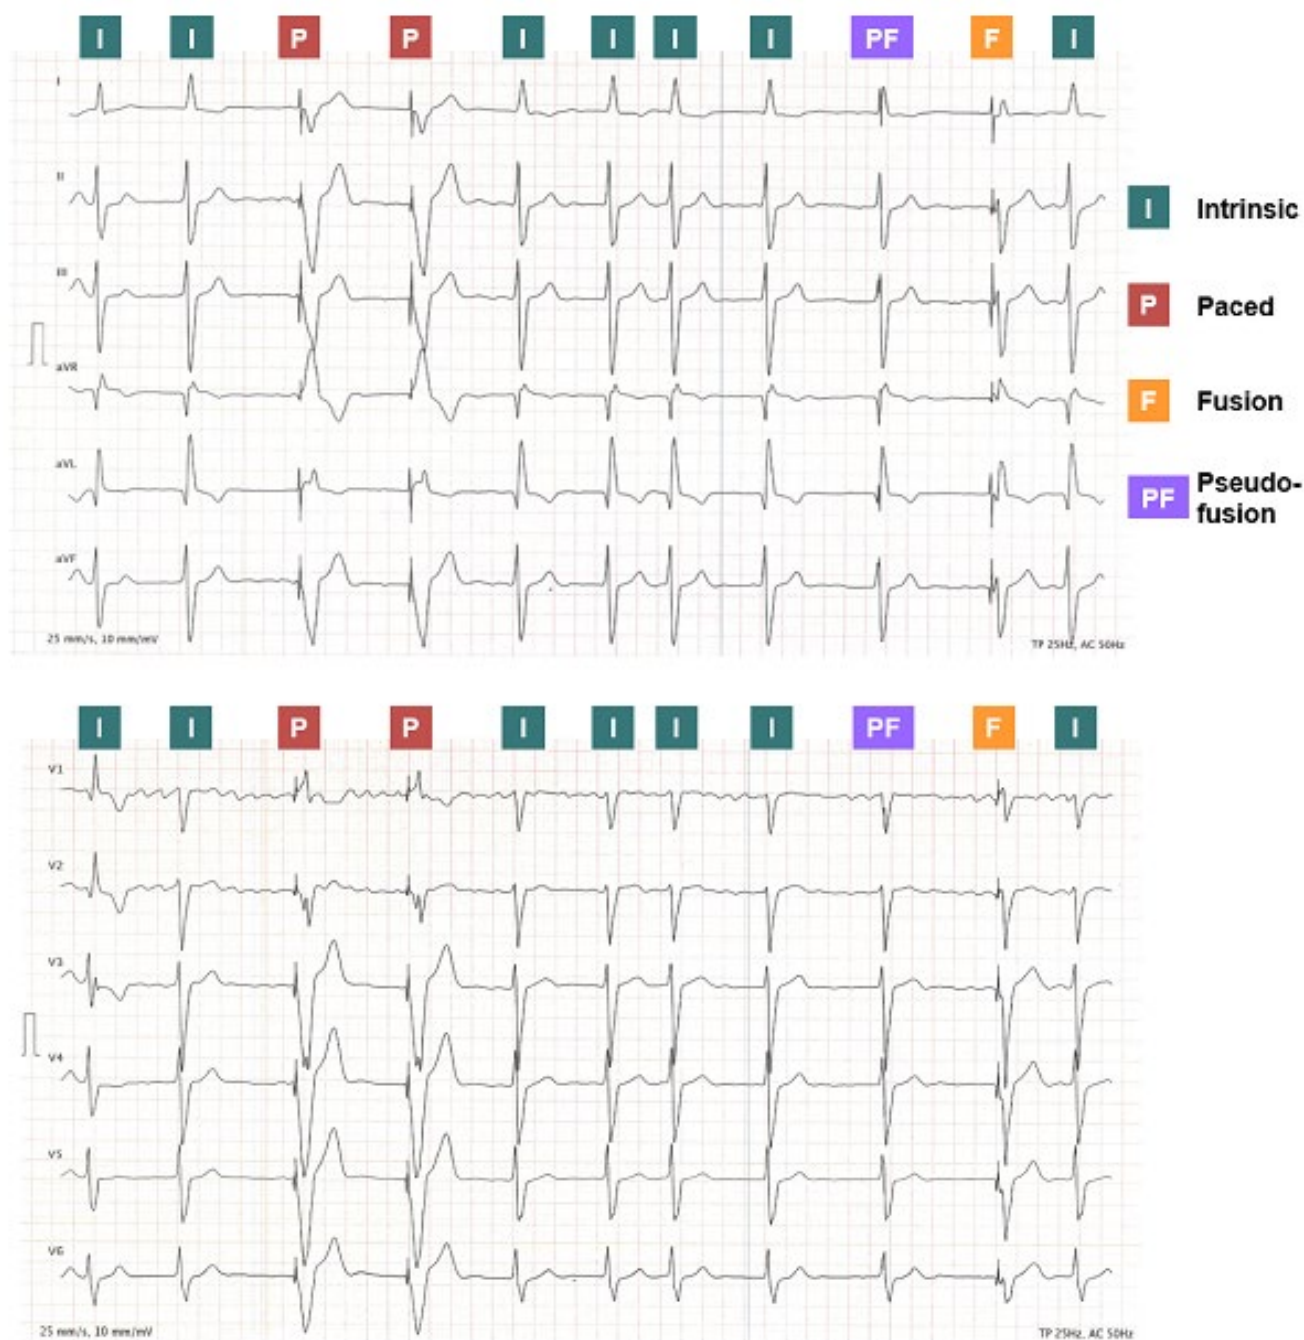 I I P P I I I I PF F I
I
II
III
aVR
aVL
aVF
25 mm/s, 10 mm/mV TP 25Hz, AC 50Hz
I Intrinsic
P Paced
F Fusion
PF Pseudo-
fusion
I I P P I I I I PF F I
V1
V2
V3
V4
V5
V6
25 mm/s, 10 mm/mV TP 25Hz, AC 50Hz